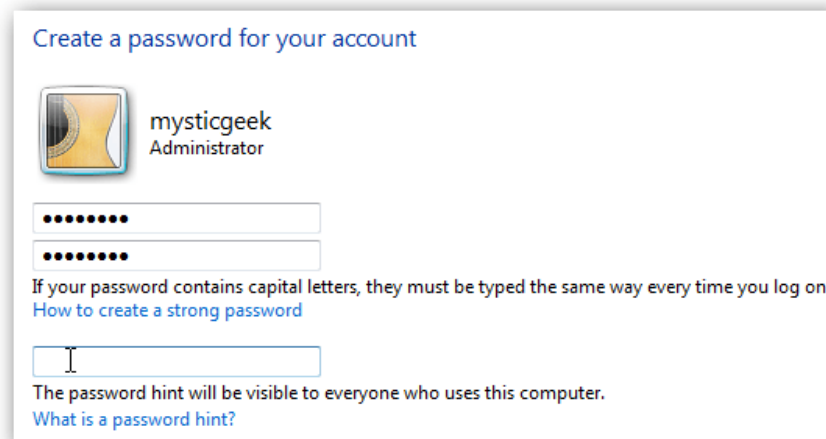 Create a password for your account
mysticgeek
Administrator
●●●●●●●●
●●●●●●●●
If your password contains capital letters, they must be typed the same way every time you log on
How to create a strong password
The password hint will be visible to everyone who uses this computer.
What is a password hint?